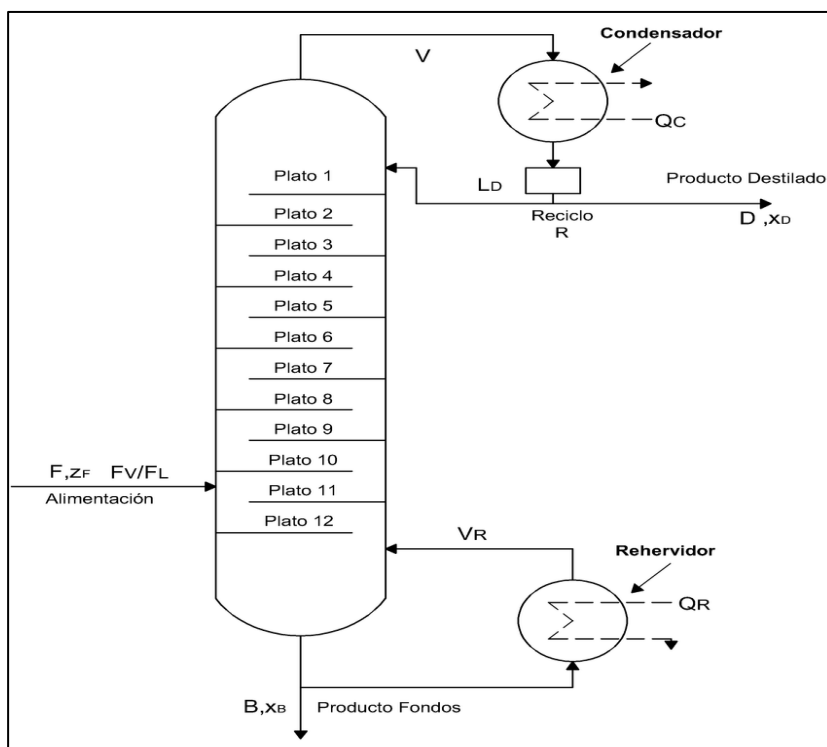 Condensador
V
QC
Plato 1
LD
Producto Destilado
Reciclo
R
D ,xD
Plato 2
Plato 3
Plato 4
Plato 5
Plato 6
Plato 7
Plato 8
Plato 9
F,zF FV/FL
Alimentación
Plato 10
Plato 11
Plato 12
VR
Rehervidor
QR
B,xB
Producto Fondos